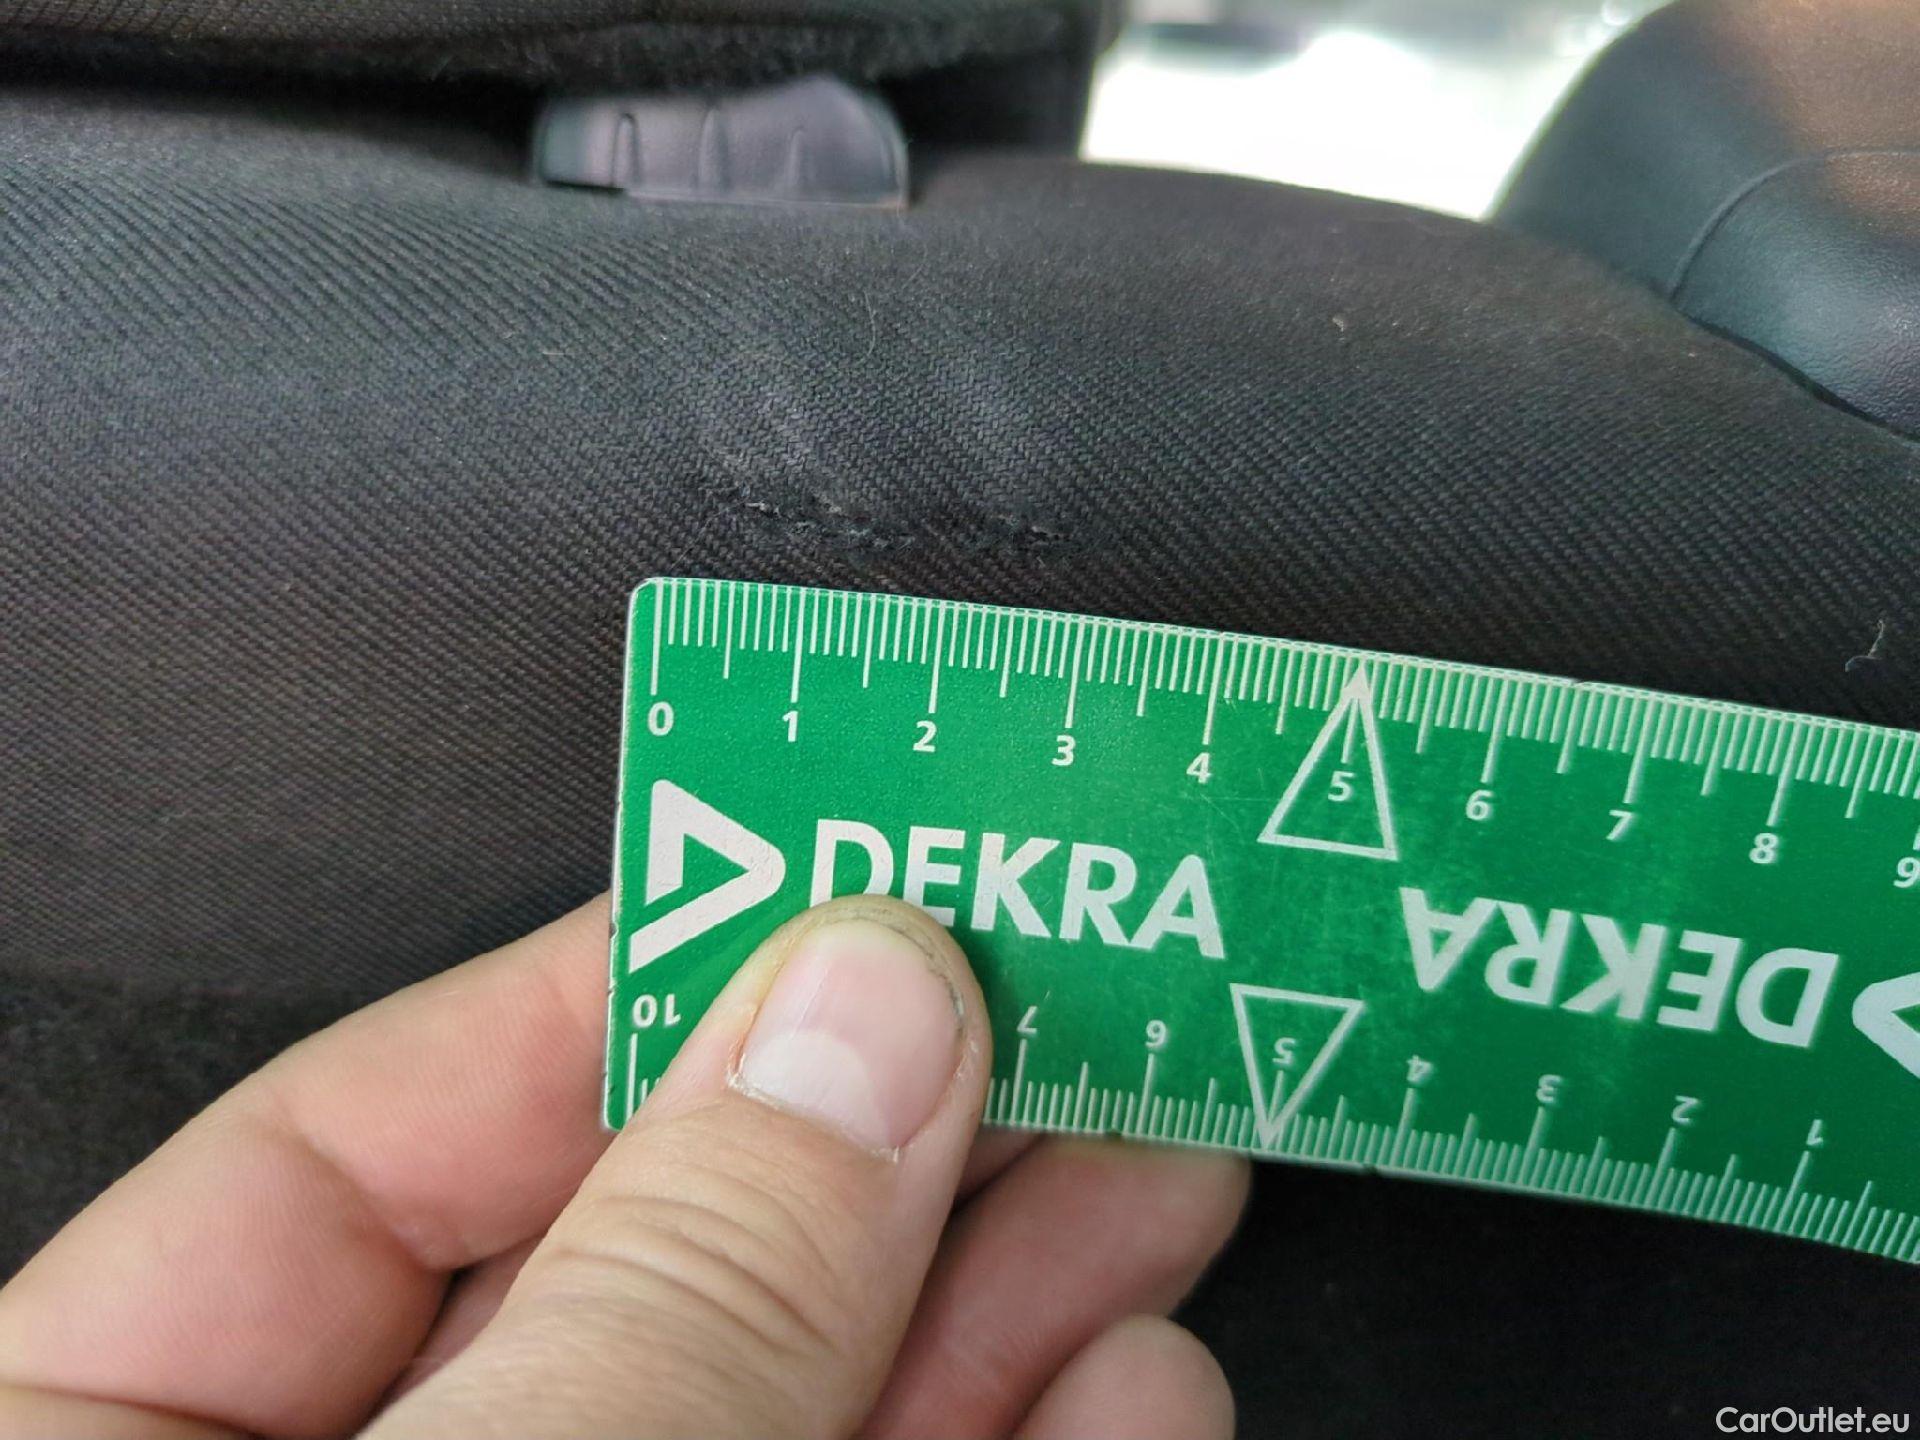 0 1 2 3 4 5 6 7 8 9
DEKRA
DEKRA
10 7 6 5 4 3 2 1
CarOutlet.eu